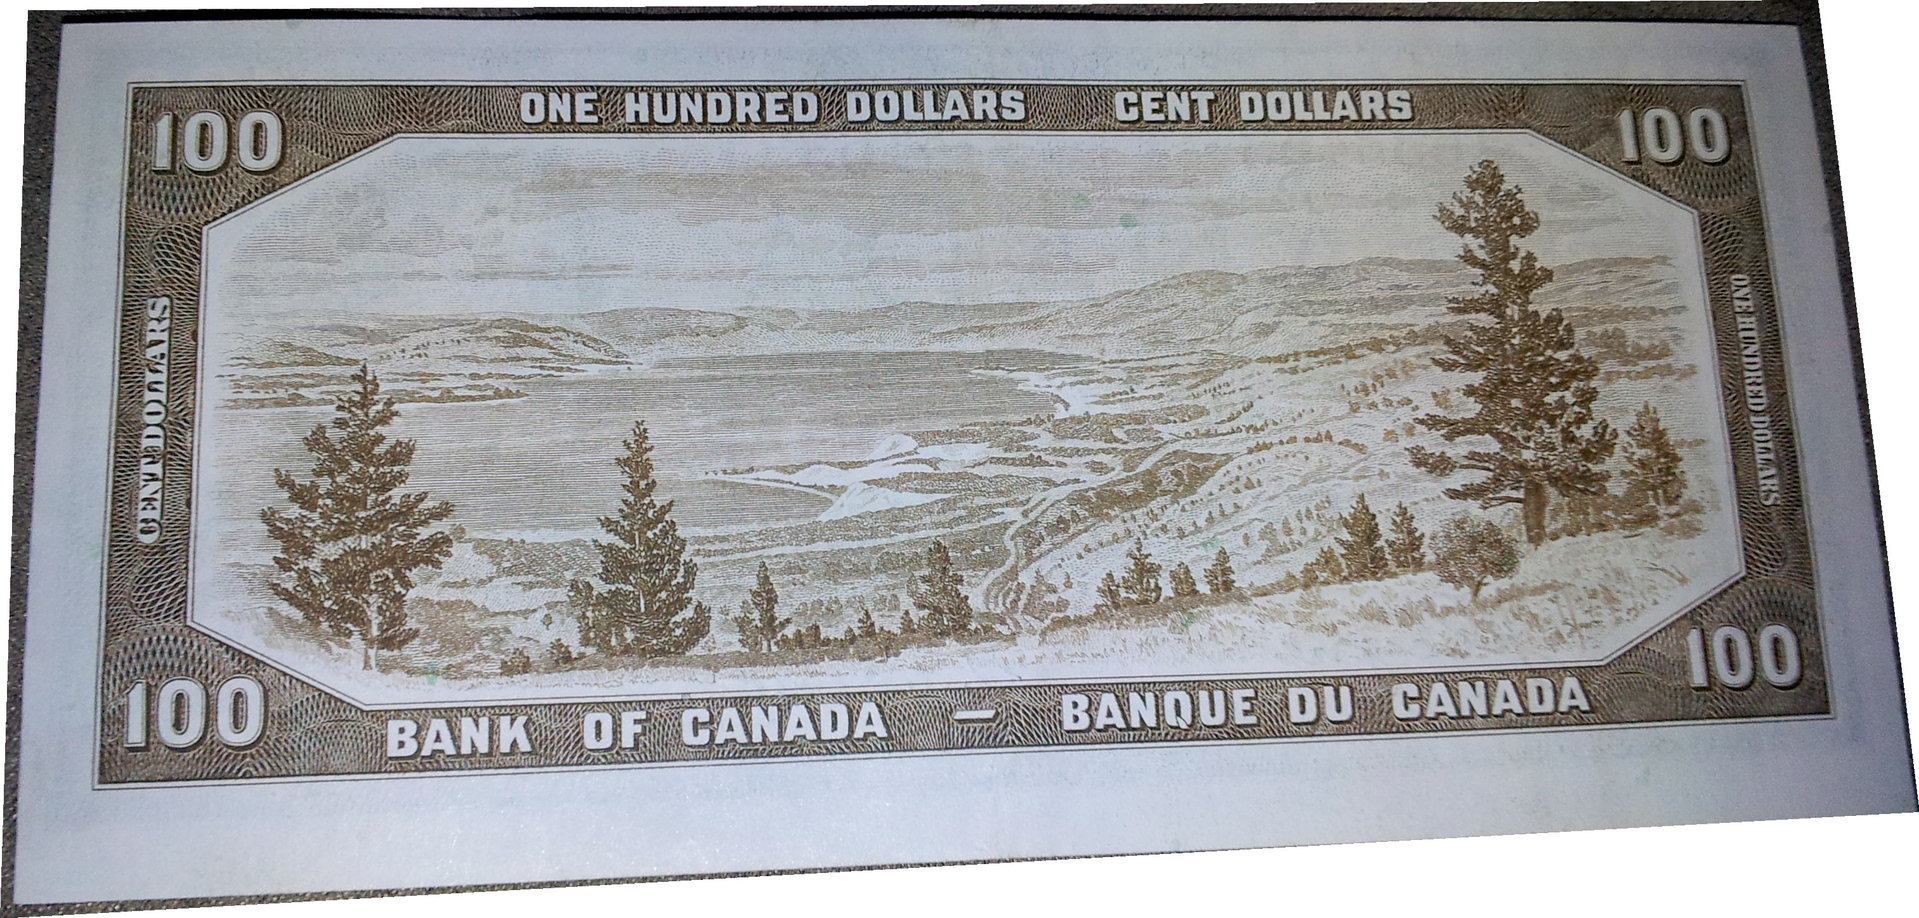 100 ONE HUNDRED DOLLARS CENT DOLLARS 100
CENT DOLLARS
ONE HUNDRED DOLLARS
100 BANK OF CANADA — BANQUE DU CANADA 100